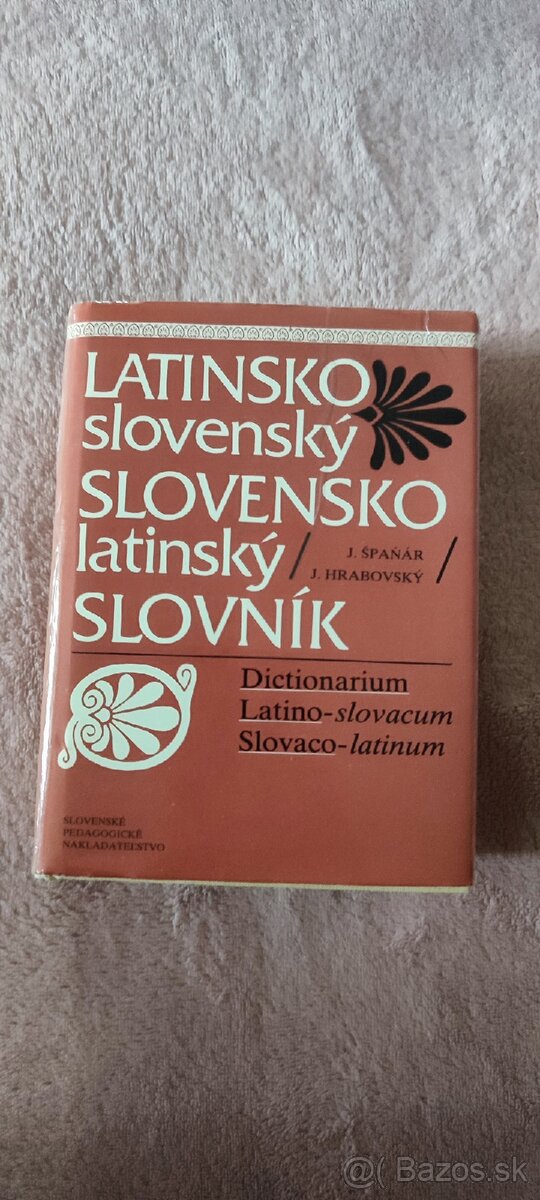 LATINSKO
slovenský
SLOVENSKO
latinský
J. ŠPAŇÁR
J. HRABOVSKÝ
SLOVNÍK
Dictionarium
Latino-slovacum
Slovaco-latinum
SLOVENSKÉ
PEDAGOGICKÉ
NAKLADATEĽSTVO
@( Bazos.sk